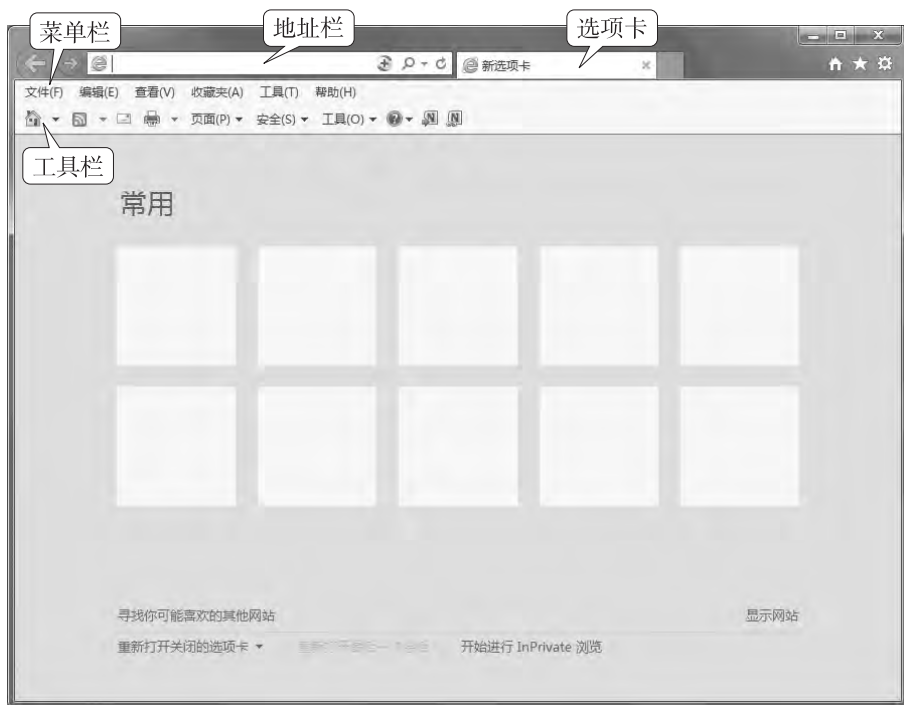 菜单栏
地址栏
选项卡
新选项卡
文件(F) 编辑(E) 查看(V) 收藏夹(A) 工具(T) 帮助(H)
页面(P) 安全(S) 工具(O)
工具栏
常用
寻找你可能喜欢的其他网站 显示网站
重新打开关闭的选项卡 开始进行 InPrivate 浏览